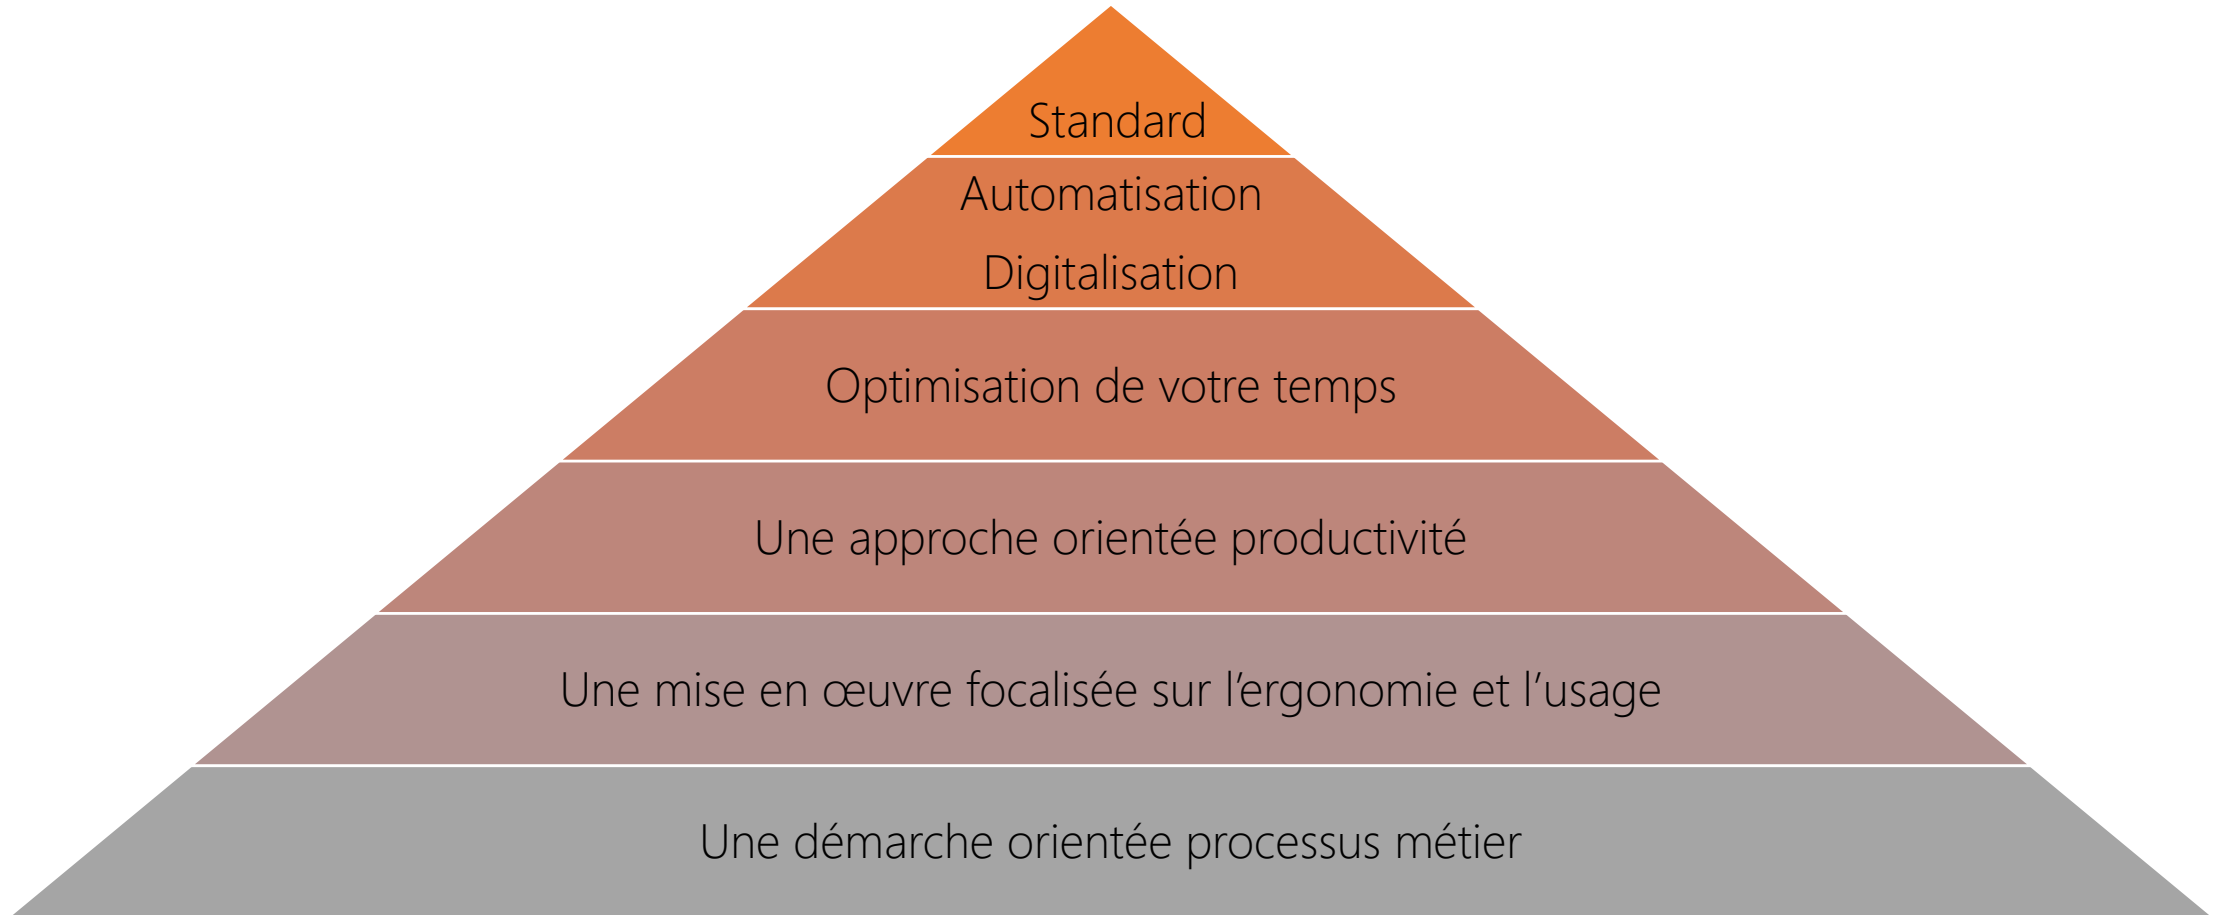 Standard
Automatisation
Digitalisation
Optimisation de votre temps
Une approche orientée productivité
Une mise en œuvre focalisée sur l’ergonomie et l’usage
Une démarche orientée processus métier